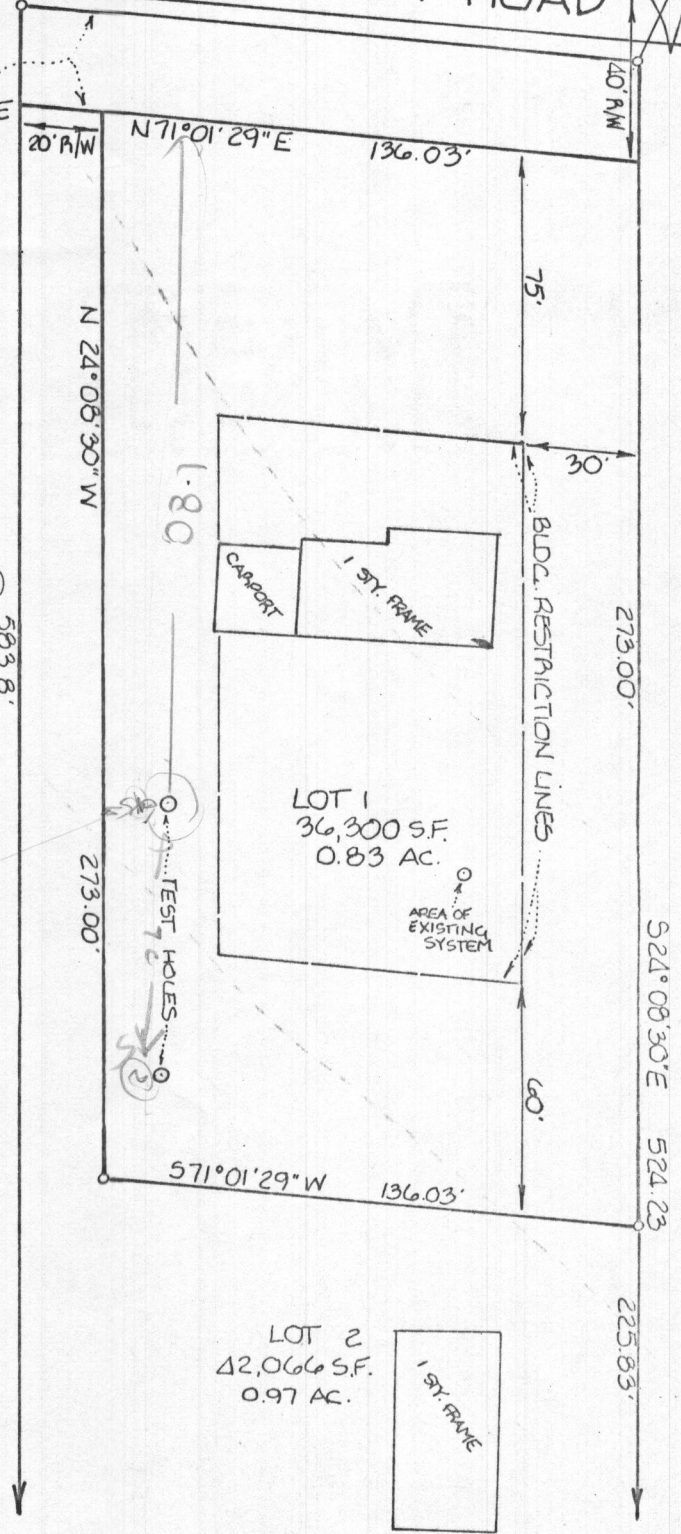 ROAD
40' R/W
20' R/W
N 71°01'29" E 136.03'
75'
N 24°08'30" W
30'
180
CARPORT
1 STY. FRAME
BLDG. RESTRICTION LINES
273.00'
583.8'
LOT 1
36,300 S.F.
0.83 AC.
AREA OF
EXISTING
SYSTEM
TEST HOLES
273.00'
2
S24°08'30"E 524.23
60'
S71°01'29"W 136.03'
225.83'
LOT 2
42,066 S.F.
0.97 AC.
1 STY. FRAME